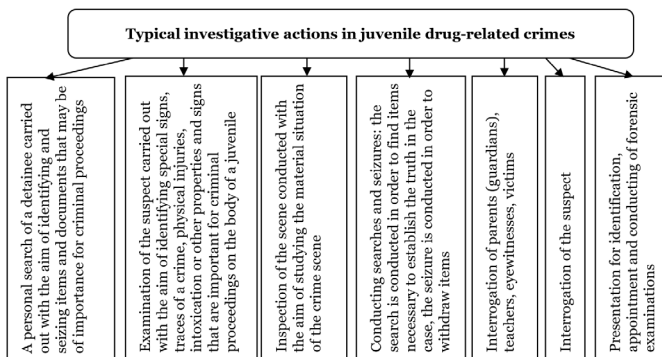 Typical investigative actions in juvenile drug-related crimes
A personal search of a detainee carried
out with the aim of identifying and
seizing items and documents that may be
of importance for criminal proceedings
Examination of the suspect carried out
with the aim of identifying special signs,
traces of a crime, physical injuries,
intoxication or other properties and signs
that are important for criminal
proceedings on the body of a juvenile
Inspection of the scene conducted with
the aim of studying the material situation
of the crime scene
Conducting searches and seizures: the
search is conducted in order to find items
necessary to establish the truth in the
case, the seizure is conducted in order to
withdraw items
Interrogation of parents (guardians),
teachers, eyewitnesses, victims
Interrogation of the suspect
Presentation for identification,
appointment and conducting of forensic
examinations